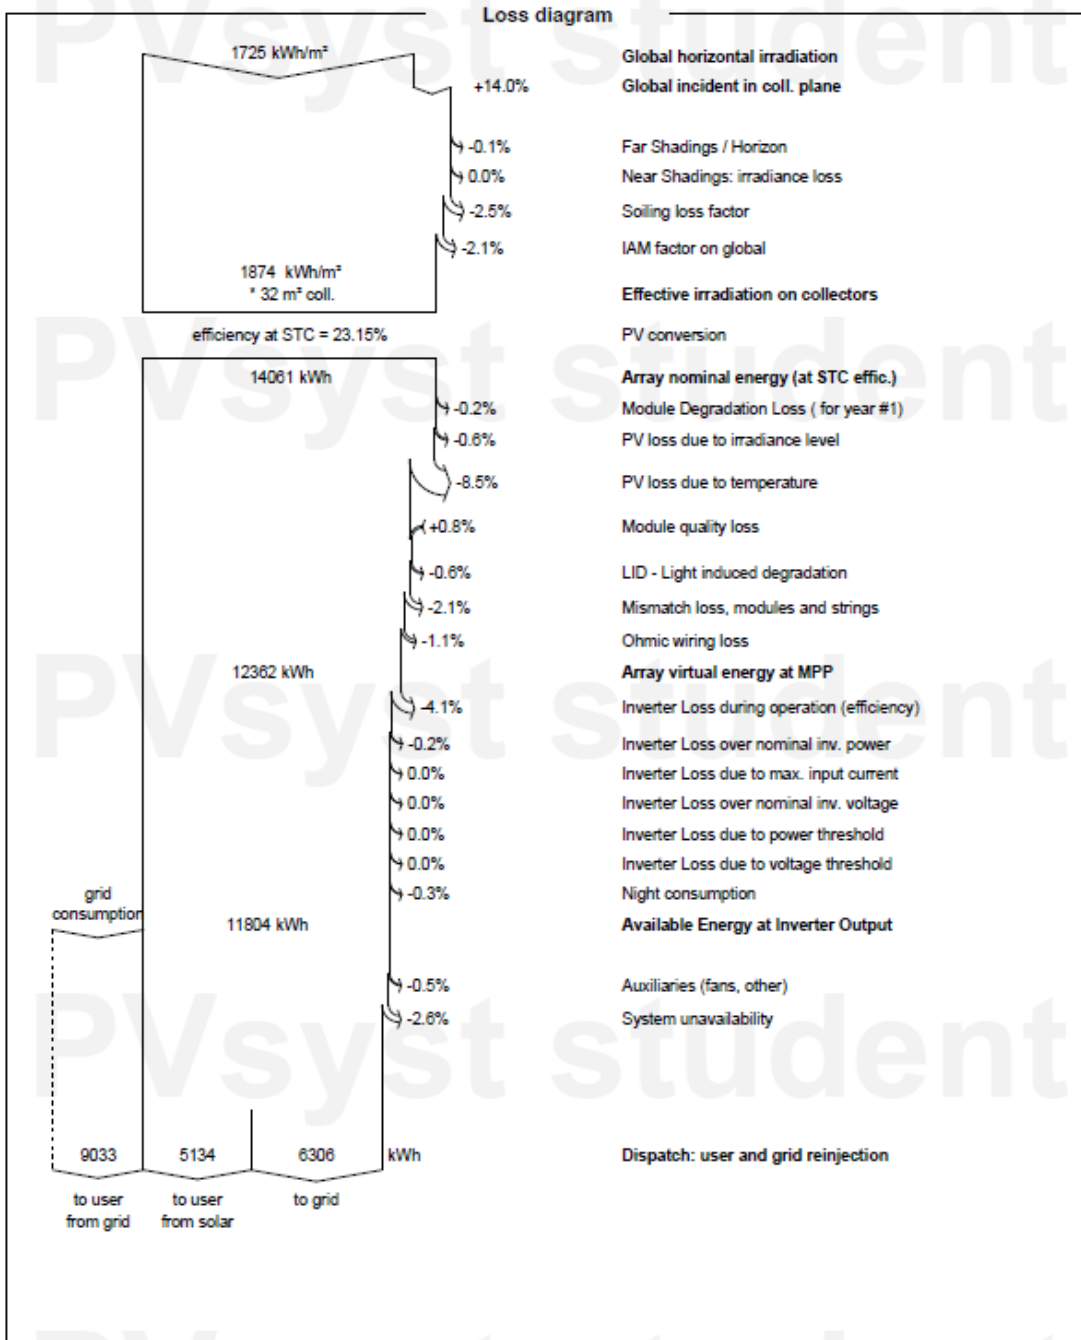 Loss diagram
1725 kWh/m²
Global horizontal irradiation
+14.0%
Global incident in coll. plane
-0.1%
Far Shadings / Horizon
0.0%
Near Shadings: irradiance loss
-2.5%
Soiling loss factor
-2.1%
IAM factor on global
1874 kWh/m²
* 32 m² coll.
Effective irradiation on collectors
efficiency at STC = 23.15%
PV conversion
14061 kWh
Array nominal energy (at STC effic.)
-0.2%
Module Degradation Loss ( for year #1)
-0.6%
PV loss due to irradiance level
-8.5%
PV loss due to temperature
+0.8%
Module quality loss
-0.6%
LID - Light induced degradation
-2.1%
Mismatch loss, modules and strings
-1.1%
Ohmic wiring loss
12362 kWh
Array virtual energy at MPP
-4.1%
Inverter Loss during operation (efficiency)
-0.2%
Inverter Loss over nominal inv. power
0.0%
Inverter Loss due to max. input current
0.0%
Inverter Loss over nominal inv. voltage
0.0%
Inverter Loss due to power threshold
0.0%
Inverter Loss due to voltage threshold
-0.3%
Night consumption
grid
consumption
11804 kWh
Available Energy at Inverter Output
-0.5%
Auxiliaries (fans, other)
-2.6%
System unavailability
9033
5134
6306
kWh
Dispatch: user and grid reinjection
to user
from grid
to user
from solar
to grid
PVsyst student
PVsyst student
PVsyst student
PVsyst student